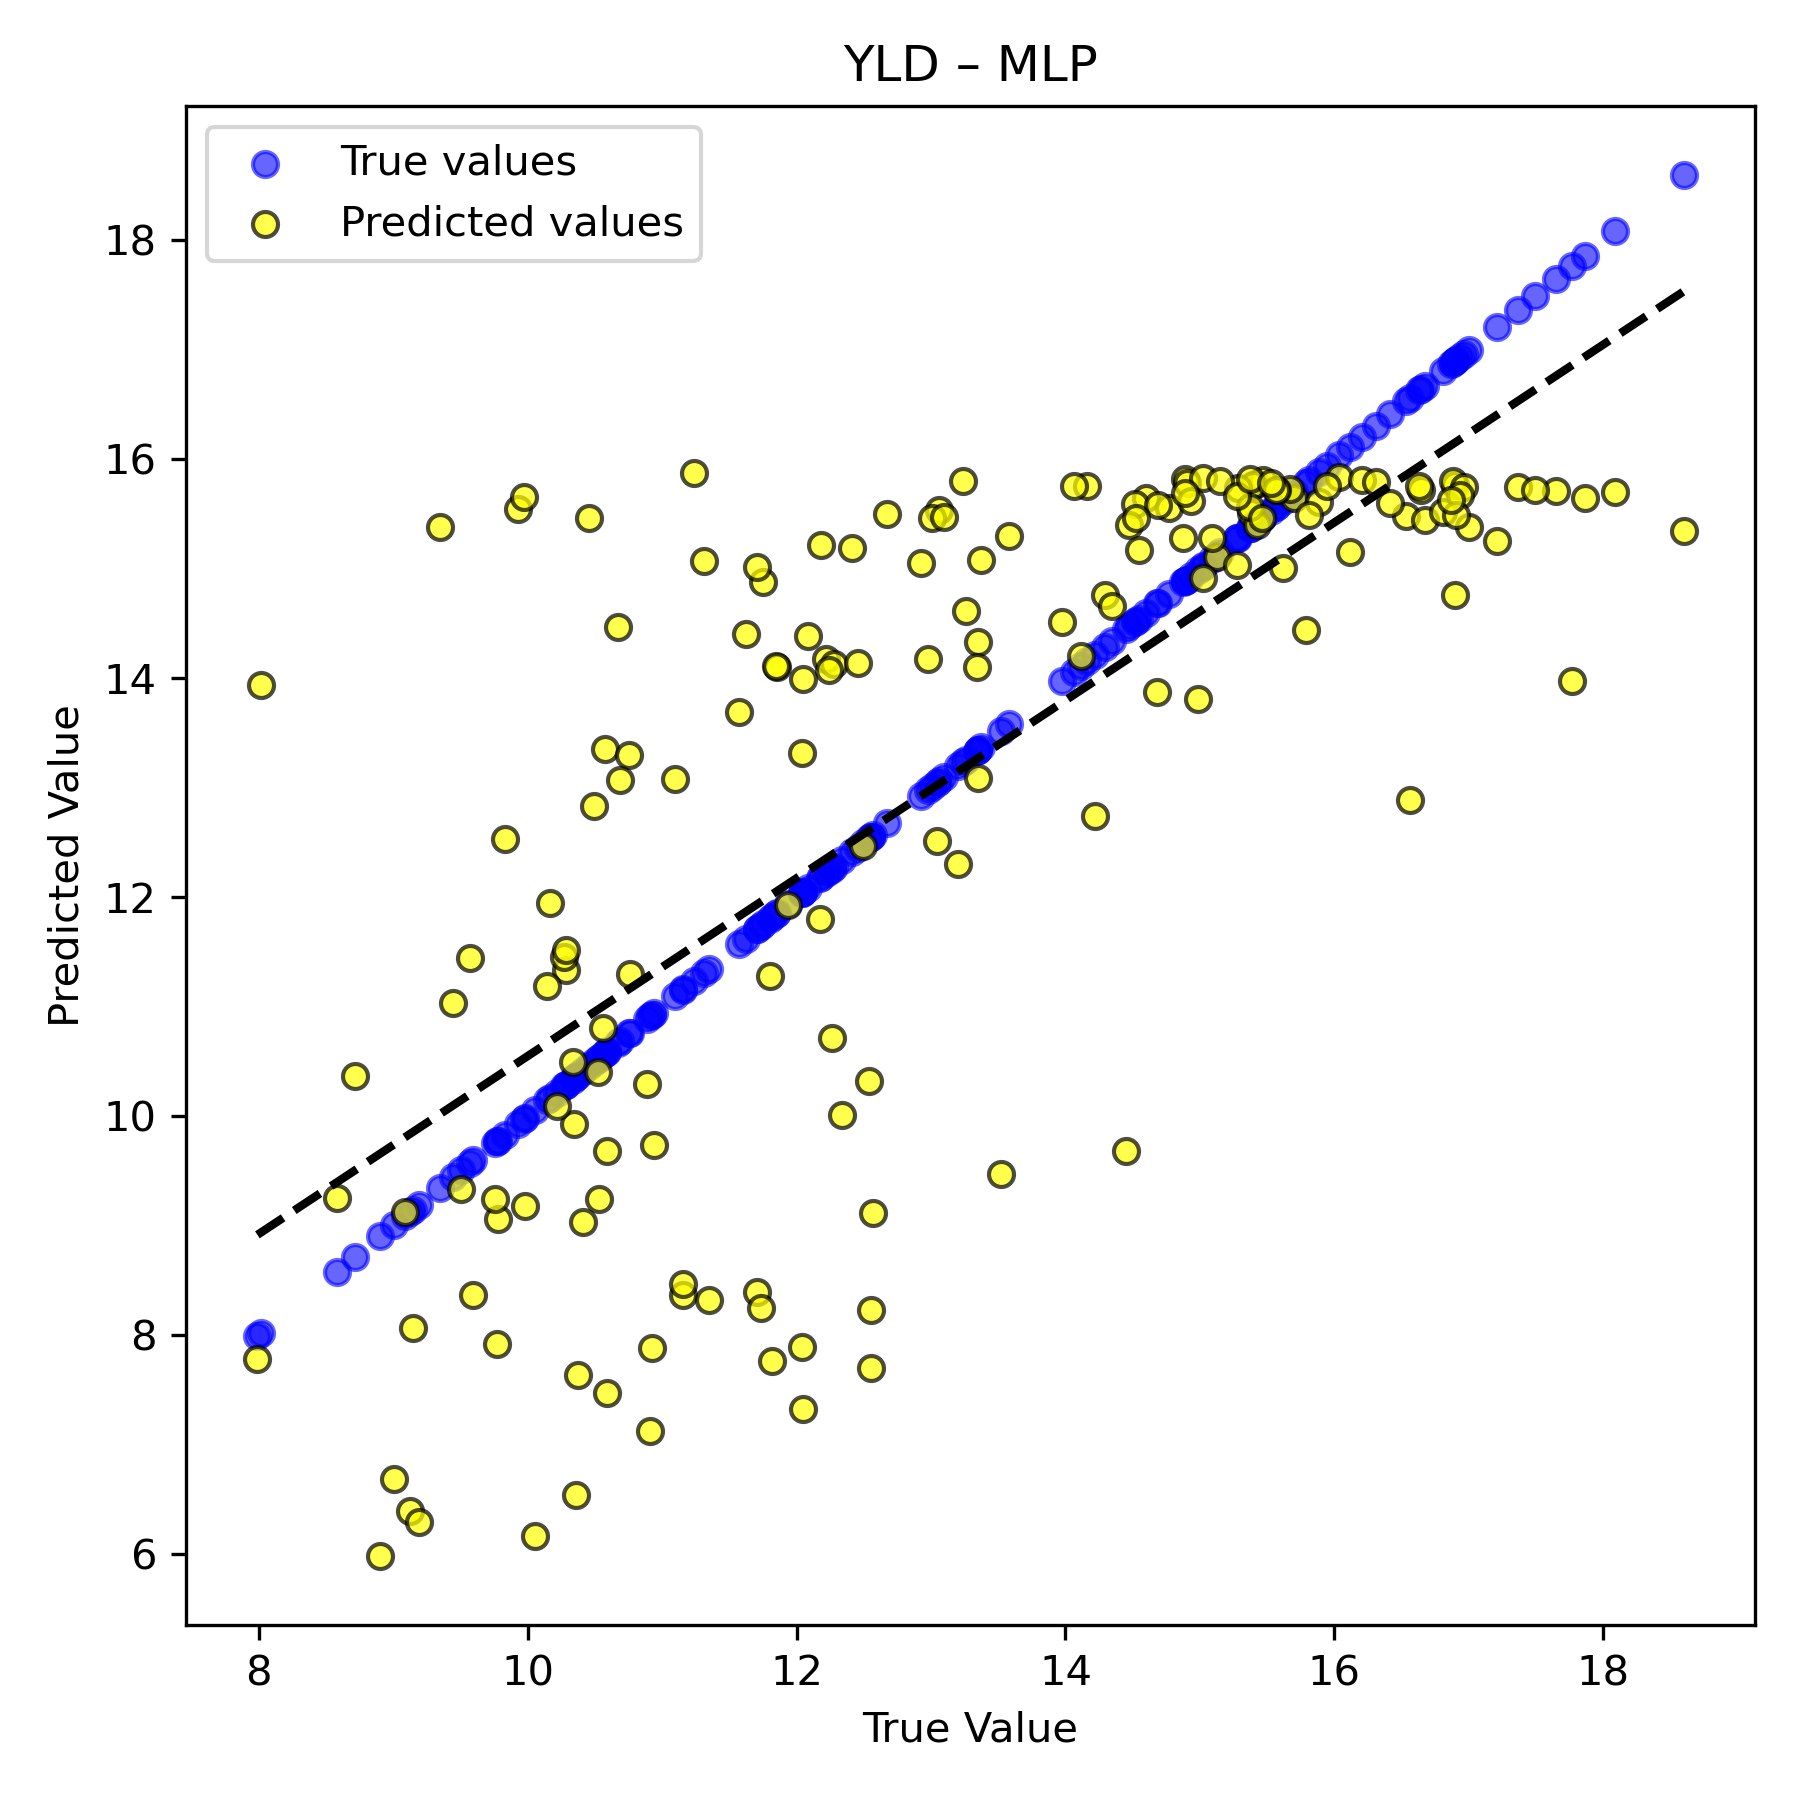 YLD – MLP
True values
Predicted values
18
16
14
12
10
8
6
Predicted Value
8 10 12 14 16 18
True Value